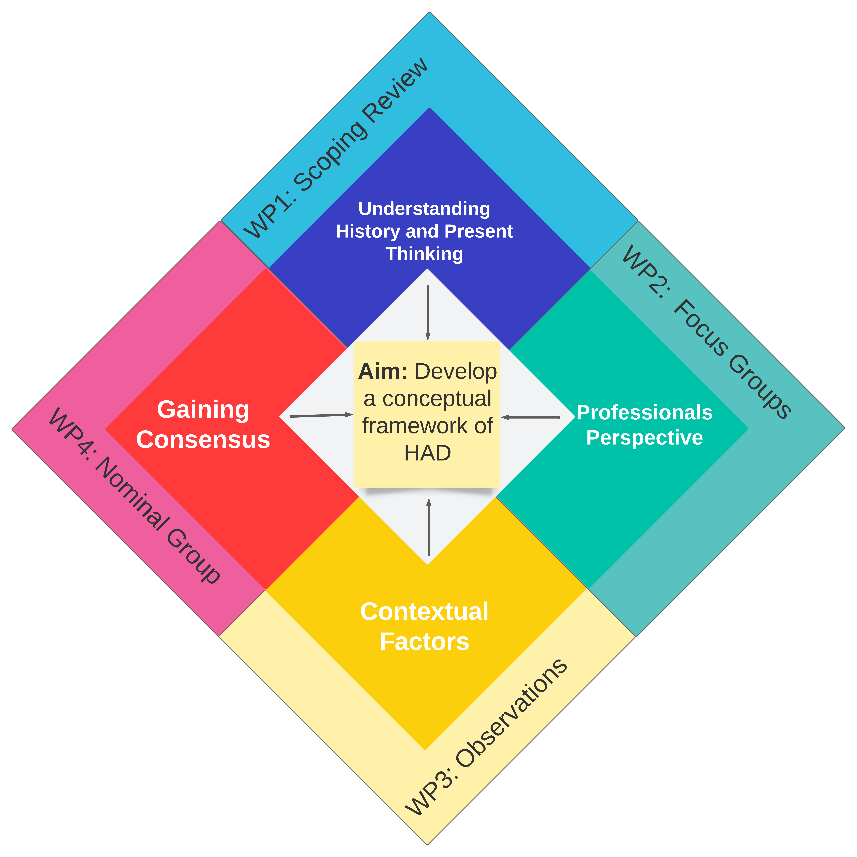 WP1: Scoping Review
Understanding
History and Present
Thinking
WP2: Focus Groups
Professionals
Perspective
Aim: Develop
a conceptual
framework of
HAD
Gaining
Consensus
WP4: Nominal Group
Contextual
Factors
WP3: Observations